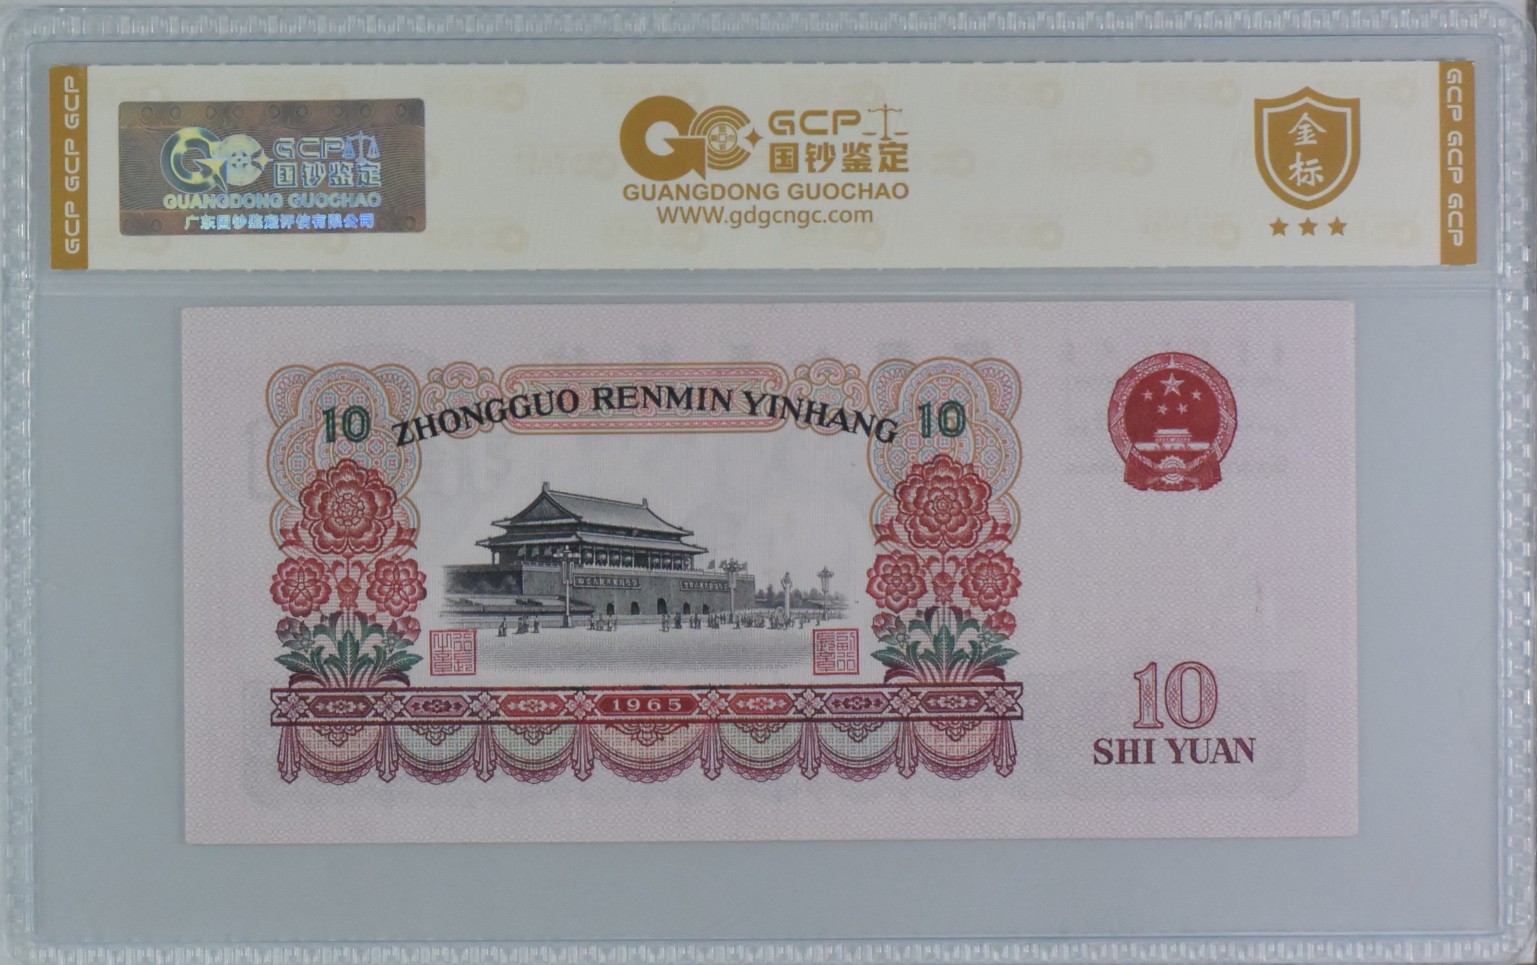 GCP GCP GCP
GCP
国钞鉴定
GUANGDONG GUOCHAO
广东国钞鉴定评估有限公司
GCP
国钞鉴定
GUANGDONG GUOCHAO
WWW.gdgcngc.com
金标
GCP GCP GCP
10 ZHONGGUO RENMIN YINHANG 10
1965
10
SHI YUAN